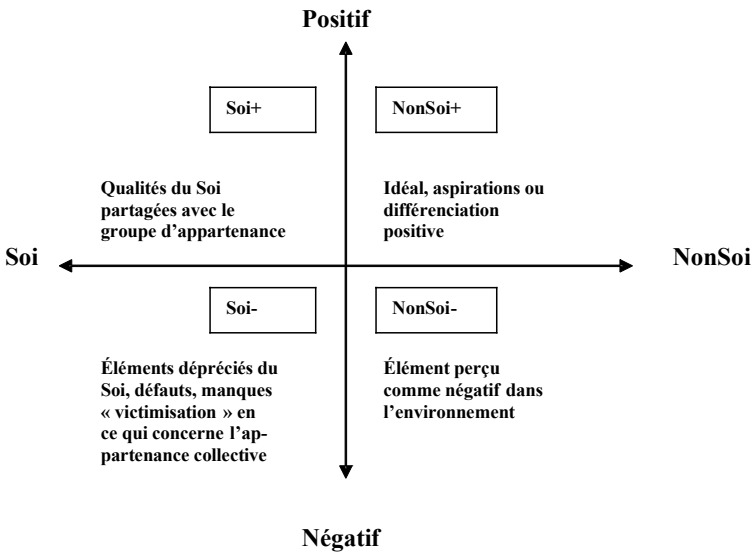 Positif
Soi+
NonSoi+
Qualités du Soi
partagées avec le
groupe d’appartenance
Idéal, aspirations ou
différenciation
positive
Soi
NonSoi
Soi-
NonSoi-
Éléments dépréciés du
Soi, défauts, manques
« victimisation » en
ce qui concerne l’ap-
partenance collective
Élément perçu
comme négatif dans
l’environnement
Négatif